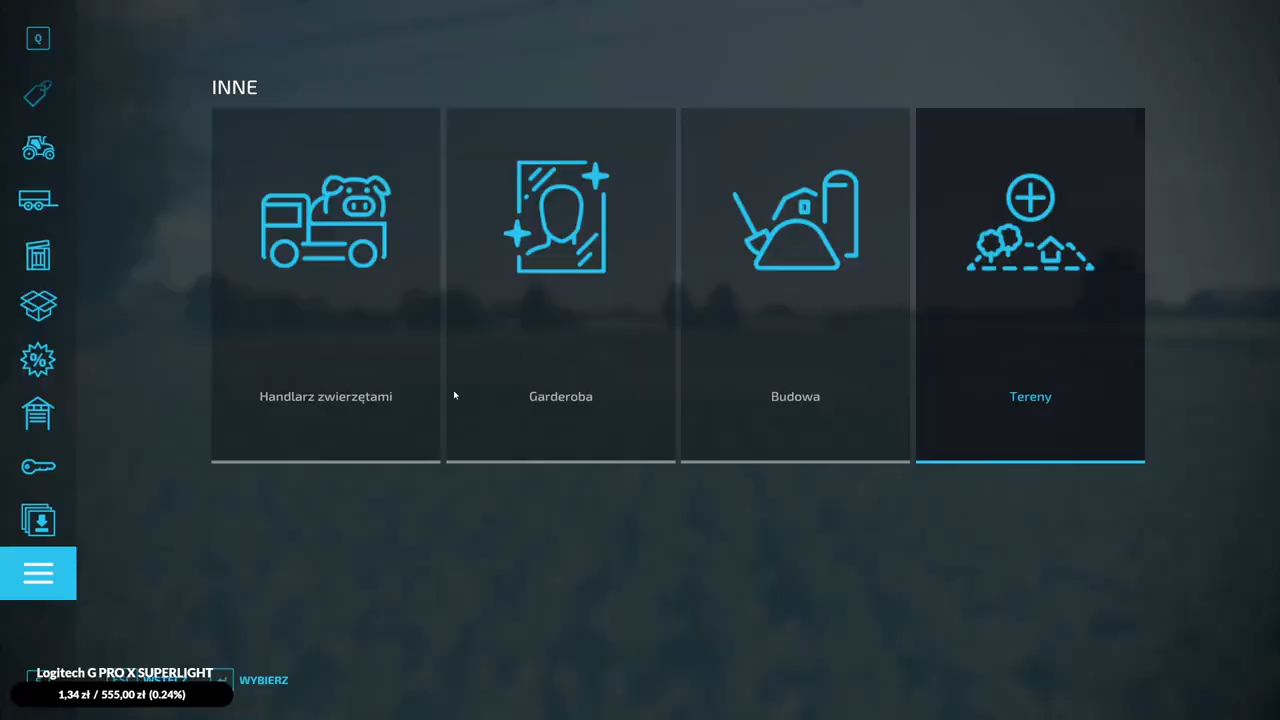 Q
INNE
%
Handlarz zwierzętami
Garderoba
Budowa
Tereny
Logitech G PRO X SUPERLIGHT
WYBIERZ
1,34 zł / 555,00 zł (0.24%)